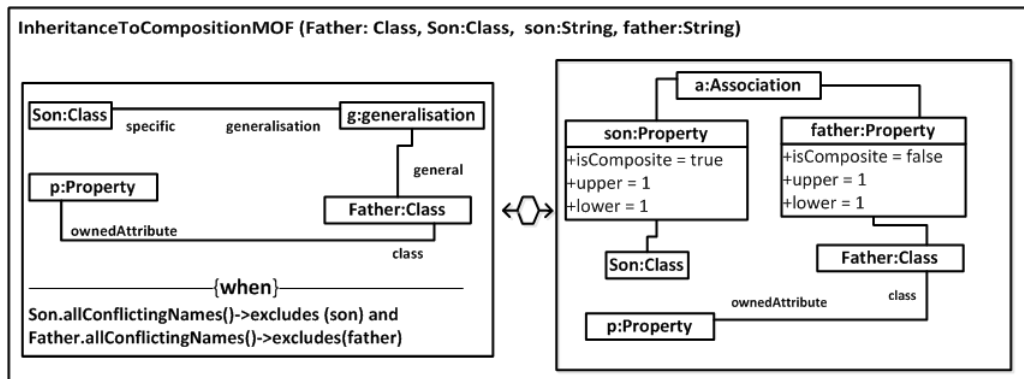 InheritanceToCompositionMOF (Father: Class, Son:Class, son:String, father:String)
Son:Class
specific
generalisation
g:generalisation
general
p:Property
Father:Class
ownedAttribute
class
{when}
Son.allConflictingNames()->excludes (son) and
Father.allConflictingNames()->excludes(father)
a:Association
son:Property
+isComposite = true
+upper = 1
+lower = 1
father:Property
+isComposite = false
+upper = 1
+lower = 1
Son:Class
Father:Class
ownedAttribute
class
p:Property